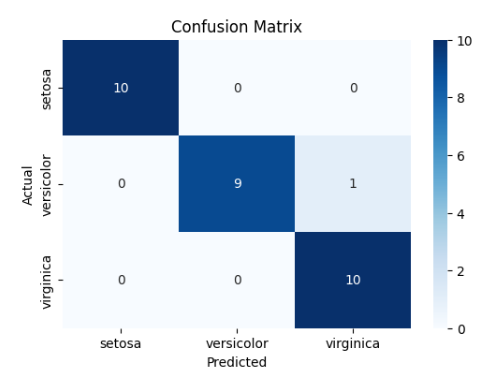 Confusion Matrix
Actual
setosa
versicolor
virginica
10 0 0
0 9 1
0 0 10
setosa versicolor virginica
Predicted
10
8
6
4
2
0